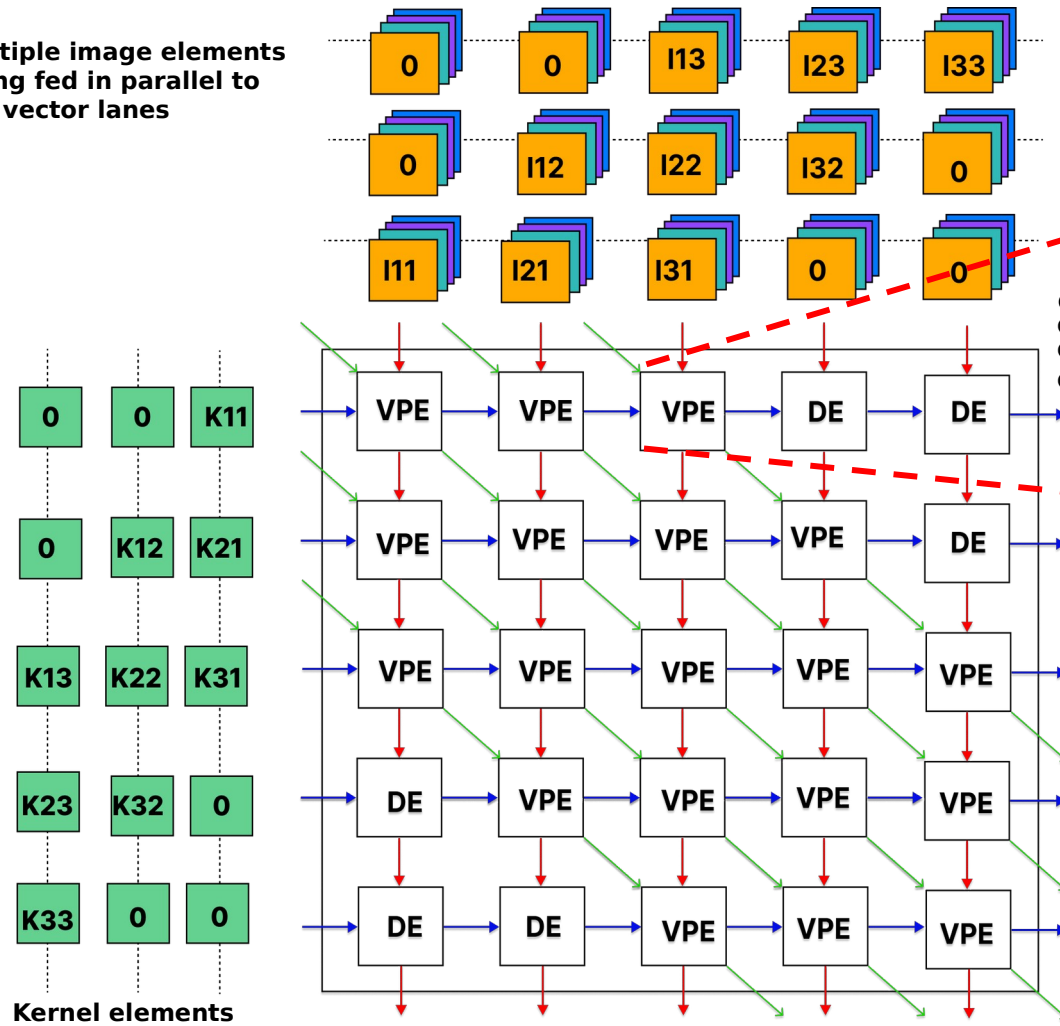 tiple image elements
g fed in parallel to
vector lanes
0 0 I13 I23 I33
0 I12 I22 I32 0
I11 I21 I31 0 0
0 0 K11
VPE VPE VPE DE DE
0 K12 K21
VPE VPE VPE VPE DE
K13 K22 K31
VPE VPE VPE VPE VPE
K23 K32 0
DE VPE VPE VPE VPE
K33 0 0
DE DE VPE VPE VPE
Kernel elements